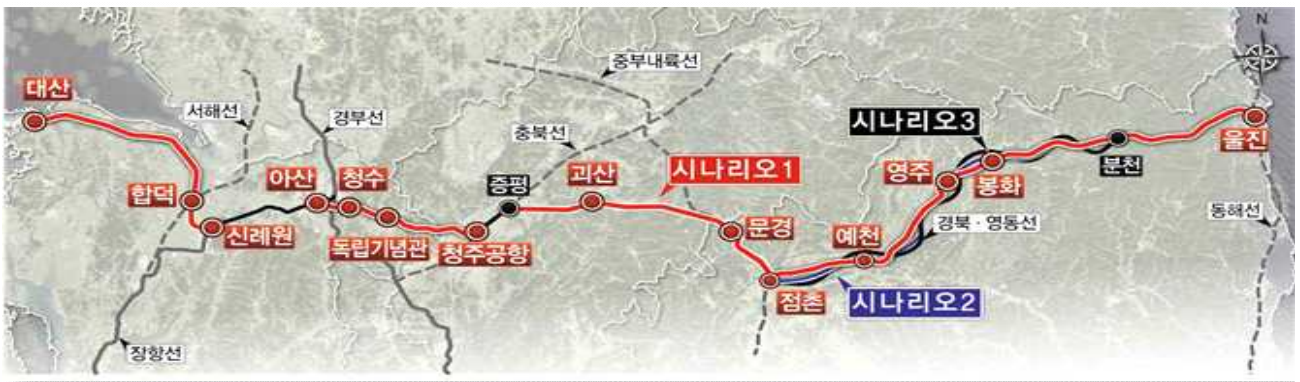 N
중부내륙선
대산
서해선
경부선
충북선
시나리오3
울진
분천
합덕
아산
청수
증평
괴산
시나리오1
영주
봉화
신례원
독립기념관
청주공항
문경
예천
경북·영동선
동해선
점촌
시나리오2
장항선